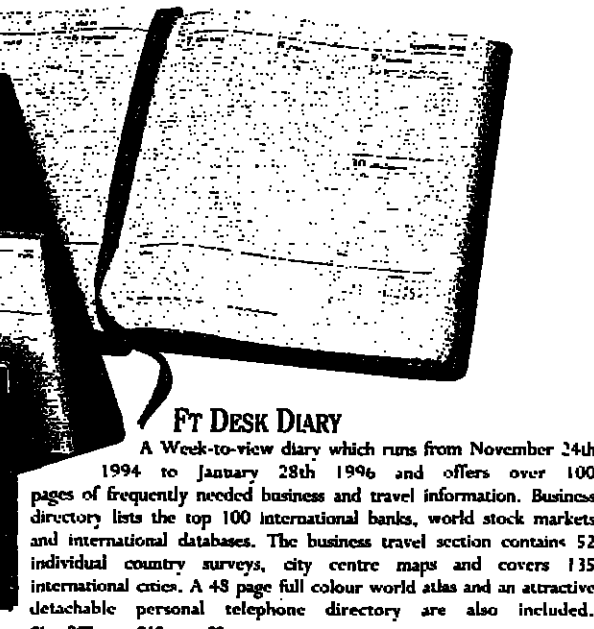 FT DESK DIARY
A Week-to-view diary which runs from November 24th
1994 to January 28th 1996 and offers over 100
pages of frequently needed business and travel information. Business
directory lists the top 100 international banks, world stock markets
and international databases. The business travel section contains 52
individual country surveys, city centre maps and covers 135
international cities. A 48 page full colour world atlas and an attractive
detachable personal telephone directory are also included.